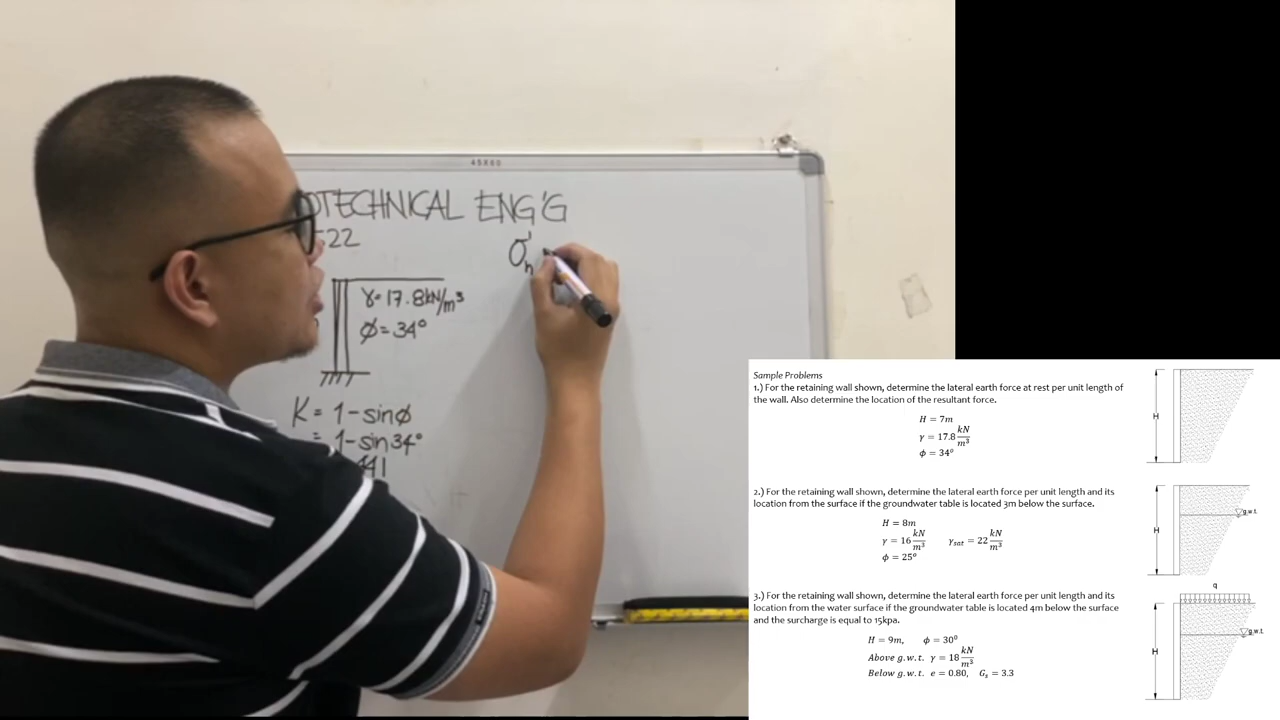 45X60
OTECHNICAL ENG'G
22
γ=17.8kN/m³
Ø=34°
K = 1-sinØ
= 1-sin34°
41
σ'h
Sample Problems
1.) For the retaining wall shown, determine the lateral earth force at rest per unit length of
the wall. Also determine the location of the resultant force.
H = 7m
γ = 17.8 kN/m³
ϕ = 34⁰
H
2.) For the retaining wall shown, determine the lateral earth force per unit length and its
location from the surface if the groundwater table is located 3m below the surface.
H = 8m
γ = 16 kN/m³ γsat = 22 kN/m³
ϕ = 25⁰
H
g.w.t.
3.) For the retaining wall shown, determine the lateral earth force per unit length and its
location from the water surface if the groundwater table is located 4m below the surface
and the surcharge is equal to 15kpa.
H = 9m, ϕ = 30⁰
Above g.w.t. γ = 18 kN/m³
Below g.w.t. e = 0.80, Gs = 3.3
q
H
g.w.t.